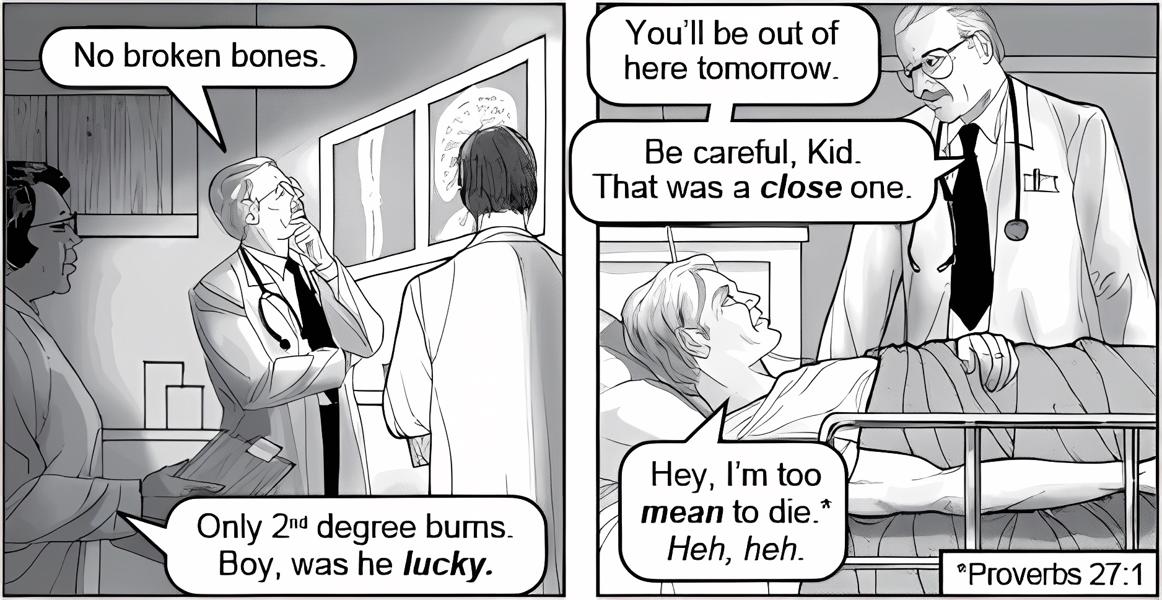 No broken bones.
Only 2nd degree burns.
Boy, was he lucky.
You'll be out of
here tomorrow.
Be careful, Kid.
That was a close one.
Hey, I'm too
mean to die.*
Heh, heh.
*Proverbs 27:1